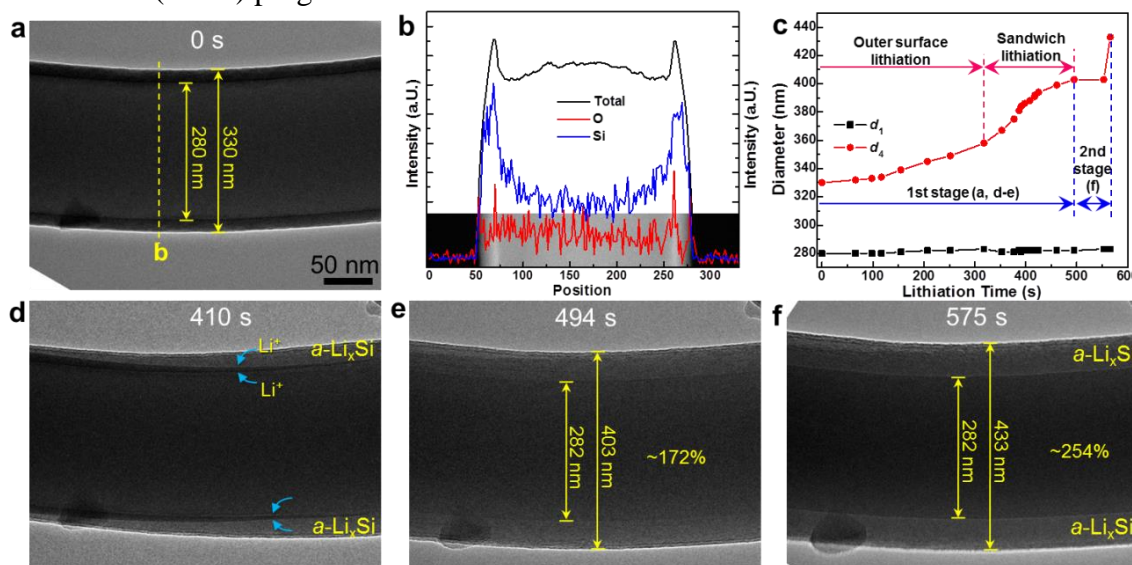 a
0 s
280 nm
330 nm
b
50 nm
b
Intensity (a.U.)
Total
O
Si
0 50 100 150 200 250 300
Position
Intensity (a.U.)
c
Diameter (nm)
440
420
400
380
360
340
320
300
280
Outer surface
lithiation
Sandwich
lithiation
d1
d4
2nd
stage
(f)
1st stage (a, d-e)
0 100 200 300 400 500 600
Lithiation Time (s)
d
410 s
Li+
a-LixSi
Li+
a-LixSi
e
494 s
282 nm
403 nm
~172%
f
575 s
a-LixS
282 nm
433 nm
~254%
a-LixSi